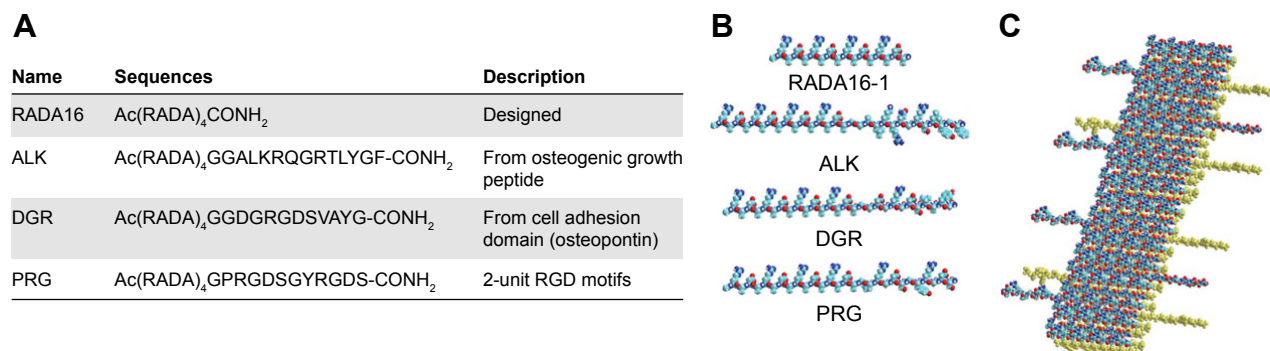 A
Name Sequences Description
RADA16 Ac(RADA)₄CONH₂ Designed
ALK Ac(RADA)₄GGALKRQGRTLYGF-CONH₂ From osteogenic growth
peptide
DGR Ac(RADA)₄GGDGRGDSVAYG-CONH₂ From cell adhesion
domain (osteopontin)
PRG Ac(RADA)₄GPRGDSGYRGDS-CONH₂ 2-unit RGD motifs
B
RADA16-1
ALK
DGR
PRG
C